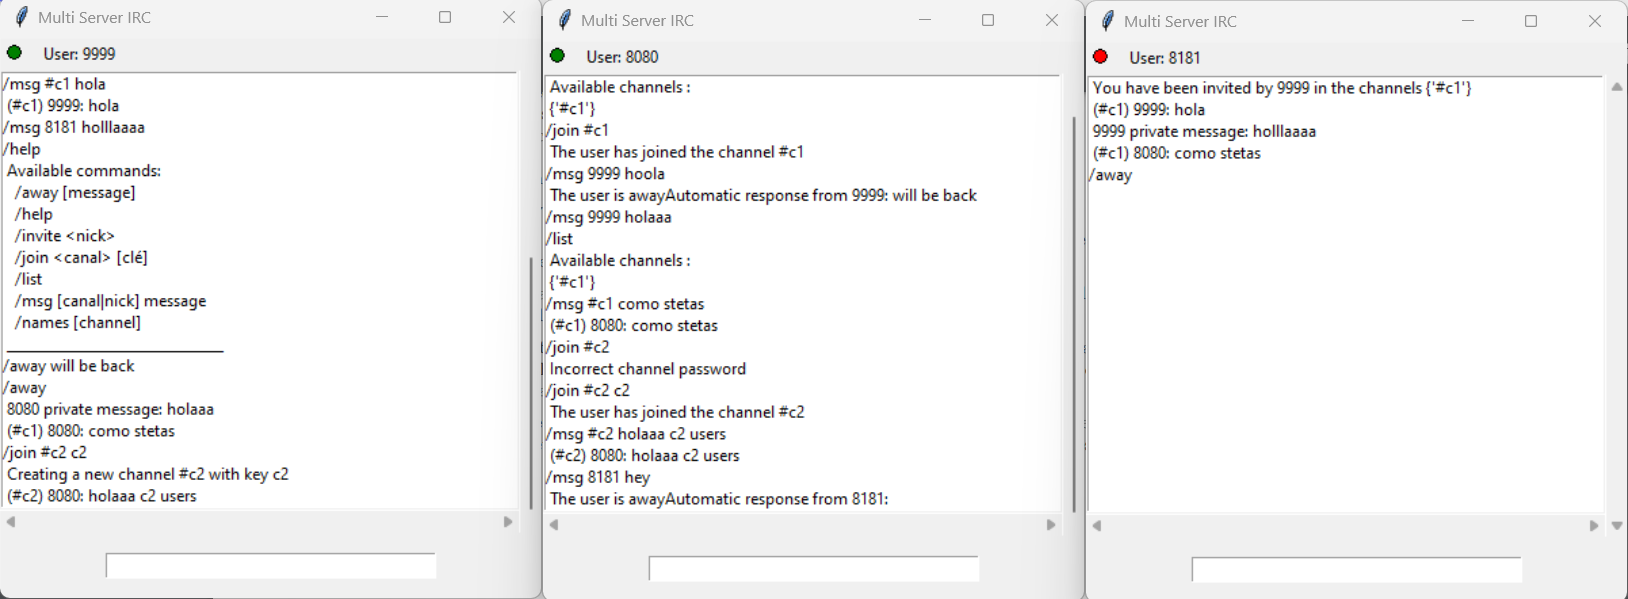 Multi Server IRC
User: 9999
/msg #c1 hola
(#c1) 9999: hola
/msg 8181 holllaaaa
/help
Available commands:
/away [message]
/help
/invite <nick>
/join <canal> [clé]
/list
/msg [canal|nick] message
/names [channel]
/away will be back
/away
8080 private message: holaaa
(#c1) 8080: como stetas
/join #c2 c2
Creating a new channel #c2 with key c2
(#c2) 8080: holaaa c2 users
Multi Server IRC
User: 8080
Available channels :
{'#c1'}
/join #c1
The user has joined the channel #c1
/msg 9999 hoola
The user is awayAutomatic response from 9999: will be back
/msg 9999 holaaa
/list
Available channels :
{'#c1'}
/msg #c1 como stetas
(#c1) 8080: como stetas
/join #c2
Incorrect channel password
/join #c2 c2
The user has joined the channel #c2
/msg #c2 holaaa c2 users
(#c2) 8080: holaaa c2 users
/msg 8181 hey
The user is awayAutomatic response from 8181:
Multi Server IRC
User: 8181
You have been invited by 9999 in the channels {'#c1'}
(#c1) 9999: hola
9999 private message: holllaaaa
(#c1) 8080: como stetas
/away